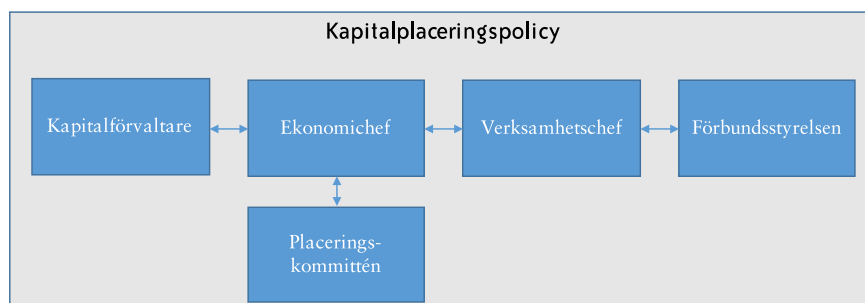 Kapitalplaceringspolicy
Kapitalförvaltare
Ekonomichef
Verksamhetschef
Förbundsstyrelsen
Placerings-
kommittén